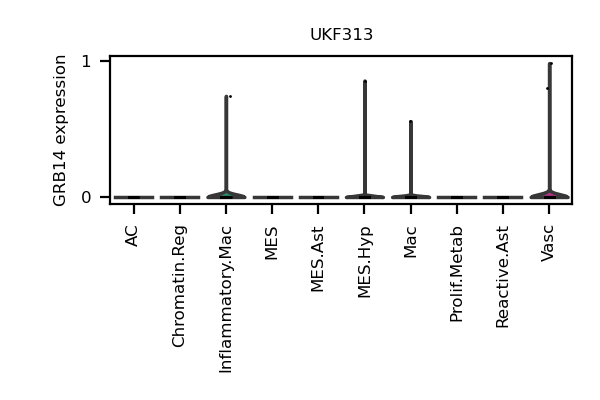 UKF313
GRB14 expression
1
0
AC
Chromatin.Reg
Inflammatory.Mac
MES
MES.Ast
MES.Hyp
Mac
Prolif.Metab
Reactive.Ast
Vasc